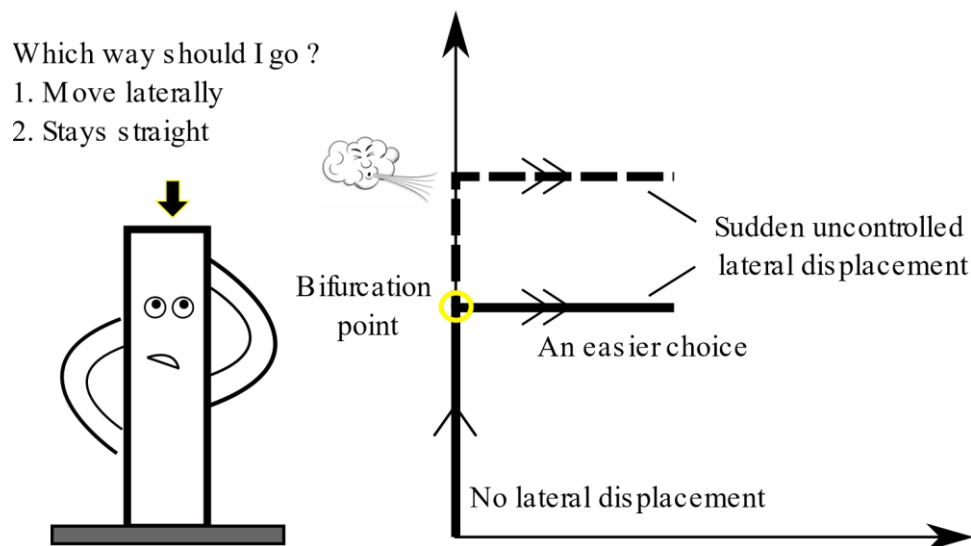 Which way should I go ?
1. Move laterally
2. Stays straight
Bifurcation
point
Sudden uncontrolled
lateral displacement
An easier choice
No lateral displacement